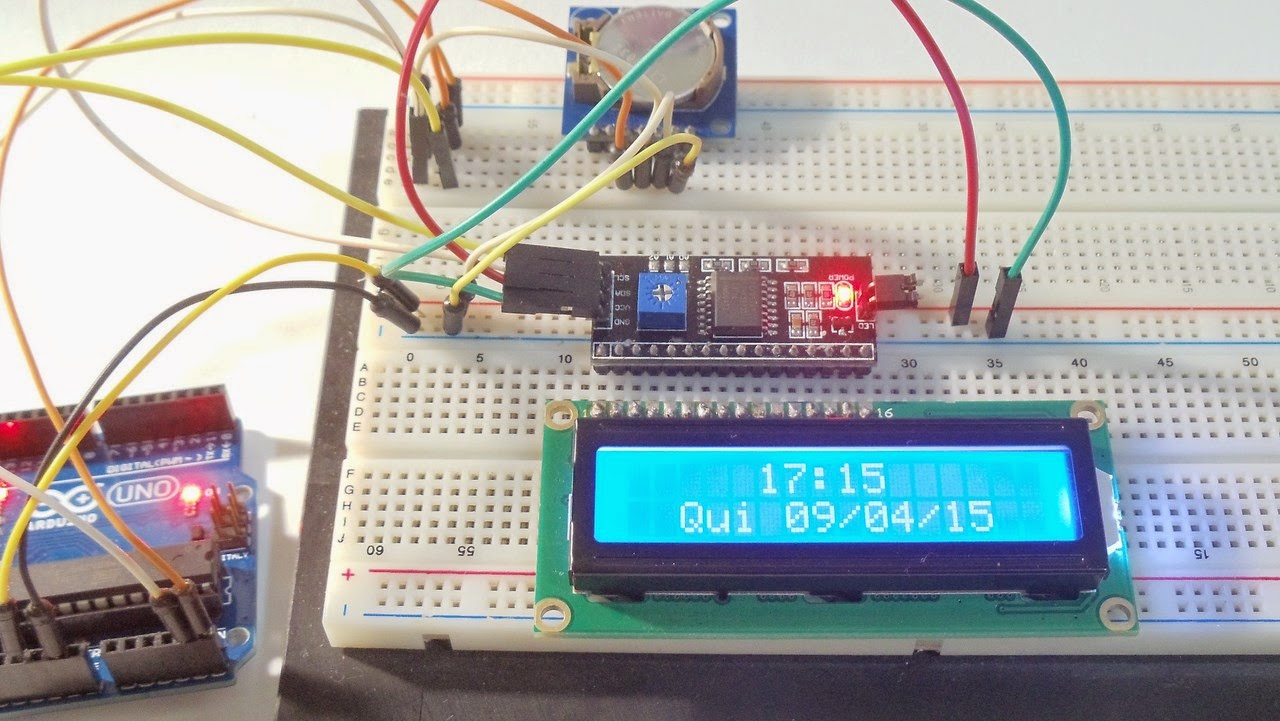 SCL
SDA
VCC
GND
POWER
LED
0 5 10 30 35 40 45 50
A
B
C
D
E
16
DIGITAL (PWM~)
UNO
ARDUINO
17:15
Qui 09/04/15
F
G
H
I
J
60 55 15
+